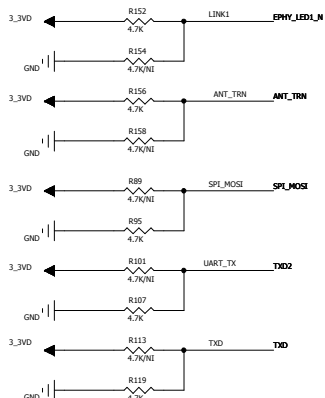 R152
3_3VD LINK1 EPHY_LED1_N
4.7K
R154
GND 4.7K/NI
R156
3_3VD ANT_TRN ANT_TRN
4.7K
R158
GND 4.7K/NI
R89
3_3VD SPI_MOSI SPI_MOSI
4.7K/NI
R95
GND 4.7K
R101
3_3VD UART_TX TXD2
4.7K/NI
R107
GND 4.7K
R113
3_3VD TXD TXD
4.7K/NI
R119
GND 4.7K